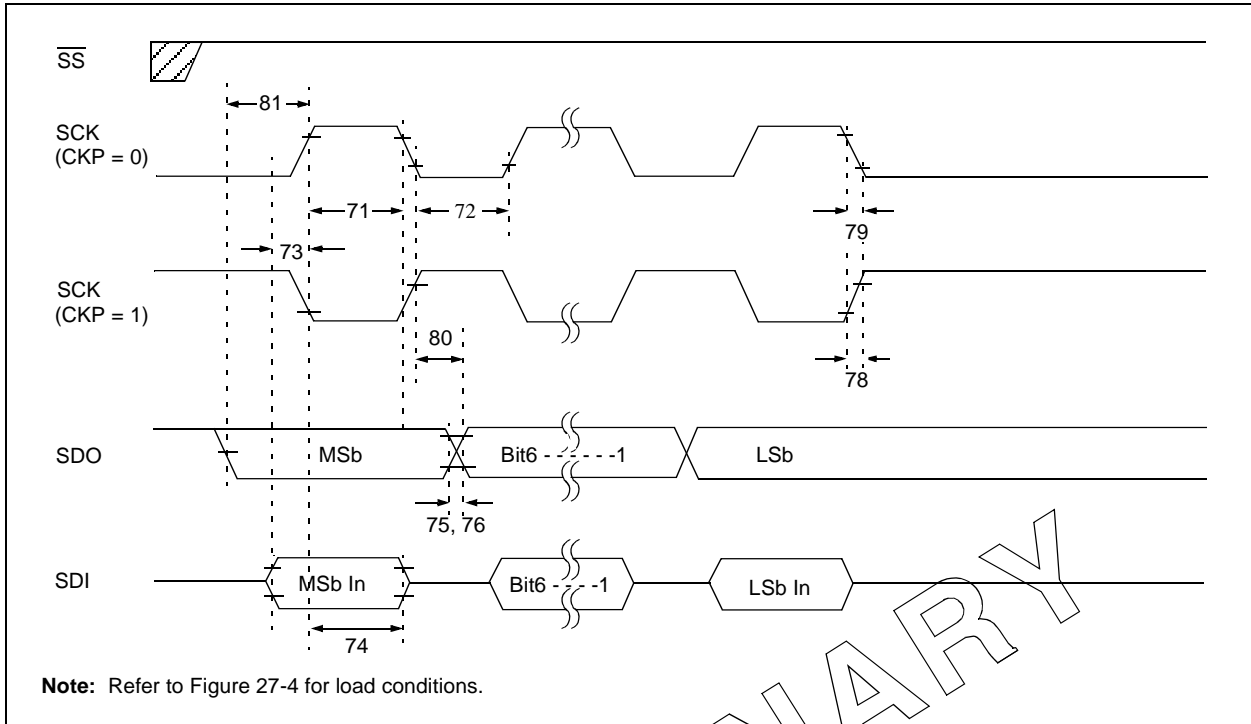 SS
81
SCK
(CKP = 0)
71
72
79
73
SCK
(CKP = 1)
80
78
SDO
MSb
Bit6 - - - - - -1
LSb
75, 76
SDI
MSb In
Bit6 - - - -1
LSb In
74
Note: Refer to Figure 27-4 for load conditions.
NARY